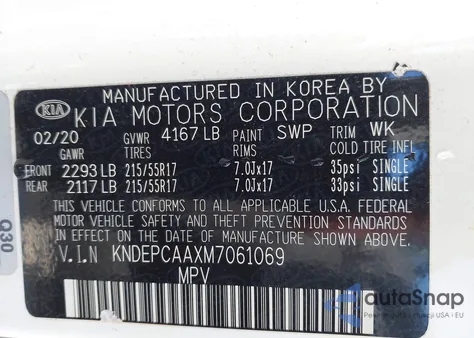 MANUFACTURED IN KOREA BY
KIA KIA MOTORS CORPORATION
02/20 GVWR 4167 LB PAINT SWP TRIM WK
GAWR TIRES RIMS COLD TIRE INFL
FRONT 2293 LB 215/55R17 7.0Jx17 35psi SINGLE
REAR 2117 LB 215/55R17 7.0Jx17 33psi SINGLE
THIS VEHICLE CONFORMS TO ALL APPLICABLE U.S.A. FEDERAL
MOTOR VEHICLE SAFETY AND THEFT PREVENTION STANDARDS
IN EFFECT ON THE DATE OF MANUFACTURE SHOWN ABOVE.
V.I.N KNDEPCAAXM7061069
MPV
Q30
autoSnap